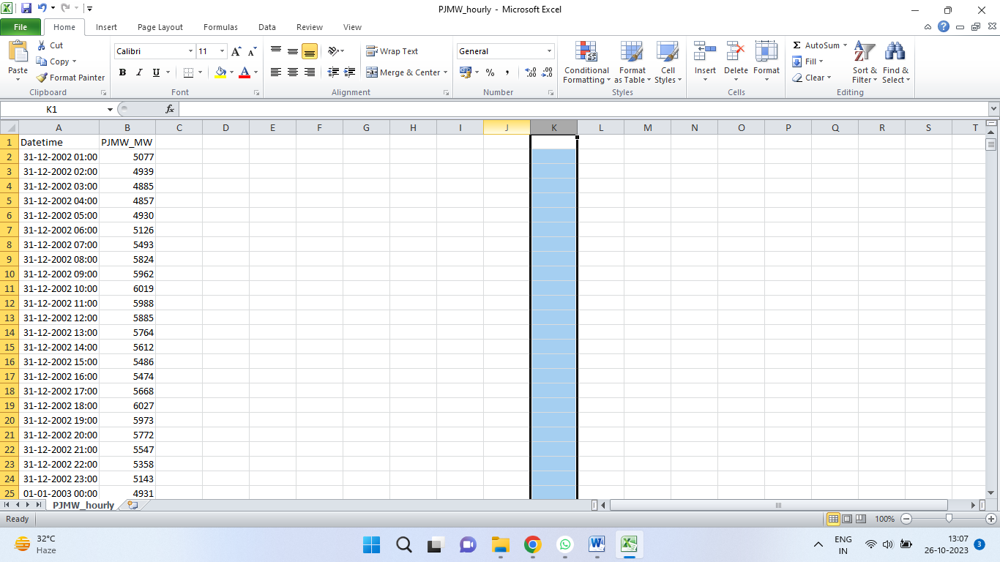 PJMW_hourly - Microsoft Excel
File Home Insert Page Layout Formulas Data Review View
Paste Cut Copy Format Painter Clipboard
Calibri 11 A A B I U A Font
Wrap Text Merge & Center Alignment
General % , .00 .0 Number
Conditional Formatting Format as Table Cell Styles Styles
Insert Delete Format Cells
Σ AutoSum Fill Clear Sort & Filter Find & Select Editing
K1 fx
A B C D E F G H I J K L M N O P Q R S T
1 Datetime PJMW_MW
2 31-12-2002 01:00 5077
3 31-12-2002 02:00 4939
4 31-12-2002 03:00 4885
5 31-12-2002 04:00 4857
6 31-12-2002 05:00 4930
7 31-12-2002 06:00 5126
8 31-12-2002 07:00 5493
9 31-12-2002 08:00 5824
10 31-12-2002 09:00 5962
11 31-12-2002 10:00 6019
12 31-12-2002 11:00 5988
13 31-12-2002 12:00 5885
14 31-12-2002 13:00 5764
15 31-12-2002 14:00 5612
16 31-12-2002 15:00 5486
17 31-12-2002 16:00 5474
18 31-12-2002 17:00 5668
19 31-12-2002 18:00 6027
20 31-12-2002 19:00 5973
21 31-12-2002 20:00 5772
22 31-12-2002 21:00 5547
23 31-12-2002 22:00 5358
24 31-12-2002 23:00 5143
25 01-01-2003 00:00 4931
PJMW_hourly
Ready 100%
32°C ENG 13:07
Haze IN 26-10-2023 3